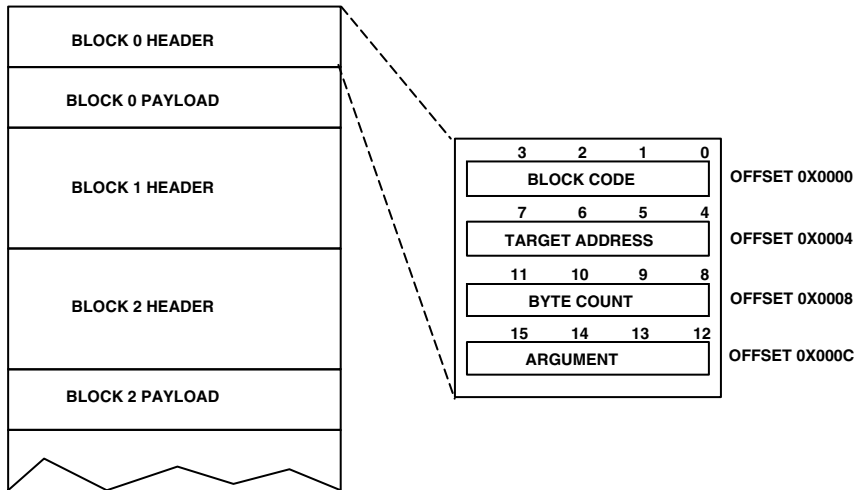 BLOCK 0 HEADER
BLOCK 0 PAYLOAD
BLOCK 1 HEADER
BLOCK 2 HEADER
BLOCK 2 PAYLOAD
3 2 1 0
BLOCK CODE
OFFSET 0X0000
7 6 5 4
TARGET ADDRESS
OFFSET 0X0004
11 10 9 8
BYTE COUNT
OFFSET 0X0008
15 14 13 12
ARGUMENT
OFFSET 0X000C